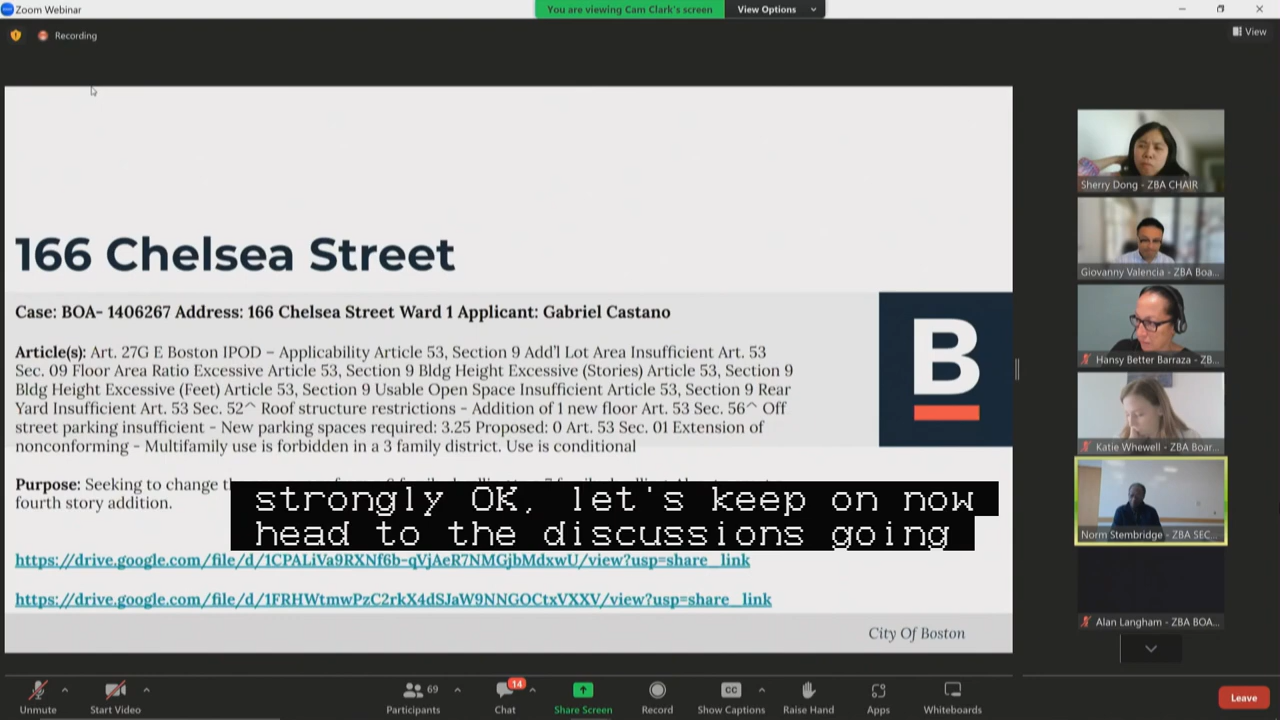 Zoom Webinar
You are viewing Cam Clark's screen
View Options
Recording
View
166 Chelsea Street
Case: BOA- 1406267 Address: 166 Chelsea Street Ward 1 Applicant: Gabriel Castano
Article(s): Art. 27G E Boston IPOD – Applicability Article 53, Section 9 Add'l Lot Area Insufficient Art. 53
Sec. 09 Floor Area Ratio Excessive Article 53, Section 9 Bldg Height Excessive (Stories) Article 53, Section 9
Bldg Height Excessive (Feet) Article 53, Section 9 Usable Open Space Insufficient Article 53, Section 9 Rear
Yard Insufficient Art. 53 Sec. 52^ Roof structure restrictions - Addition of 1 new floor Art. 53 Sec. 56^ Off
street parking insufficient - New parking spaces required: 3.25 Proposed: 0 Art. 53 Sec. 01 Extension of
nonconforming - Multifamily use is forbidden in a 3 family district. Use is conditional
B
Purpose: Seeking to change
fourth story addition.
strongly OK, let's keep on now
head to the discussions going
https://drive.google.com/file/d/1CPALiVa9RXNf6b-qVjAeR7NMGjbMdxwU/view?usp=share_link
https://drive.google.com/file/d/1FRHWtmwPzC2rkX4dSJaW9NNGOCtxVXXV/view?usp=share_link
City Of Boston
Sherry Dong - ZBA CHAIR
Giovanny Valencia - ZBA Boa...
Hansy Better Barraza - ZB...
Katie Whewell - ZBA Boar...
Norm Stembridge - ZBA SEC...
Alan Langham - ZBA BOA...
Unmute
Start Video
69
Participants
14
Chat
Share Screen
Record
CC
Show Captions
Raise Hand
Apps
Whiteboards
Leave